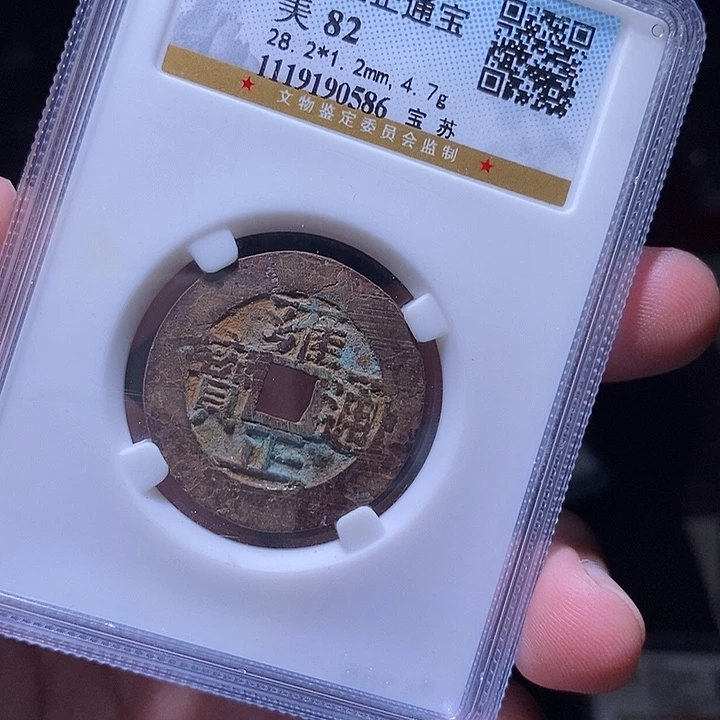 正通宝
美 82
28.2*1.2mm, 4.7g
1119190586 宝苏
文物鉴定委员会监制
雍正通寶